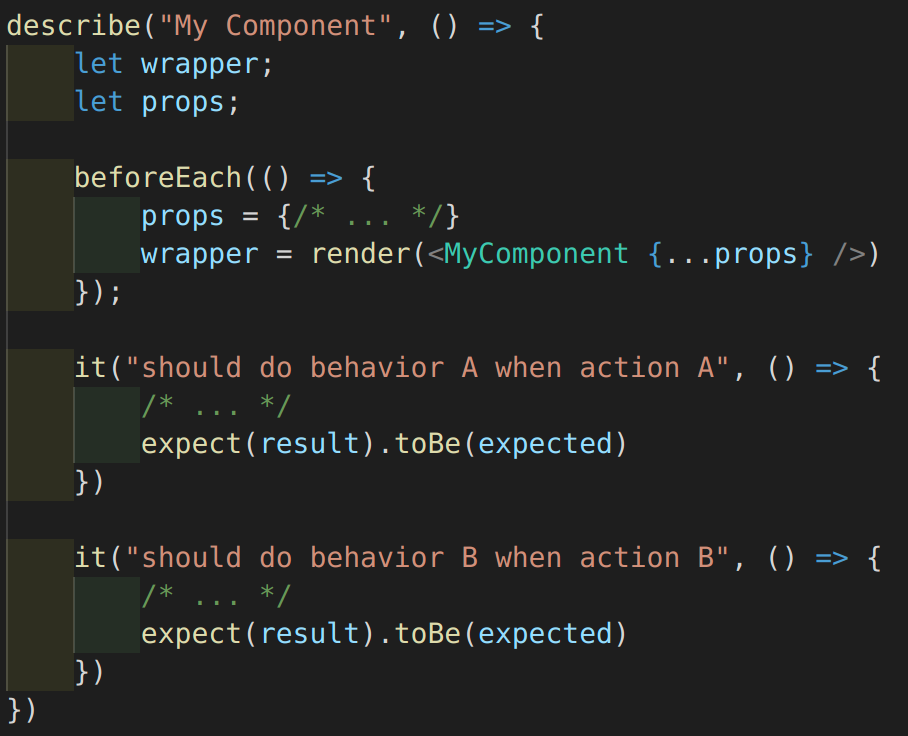 describe("My Component", () => {
    let wrapper;
    let props;

    beforeEach(() => {
        props = {/* ... */}
        wrapper = render(<MyComponent {...props} />)
    });

    it("should do behavior A when action A", () => {
        /* ... */
        expect(result).toBe(expected)
    })

    it("should do behavior B when action B", () => {
        /* ... */
        expect(result).toBe(expected)
    })
})